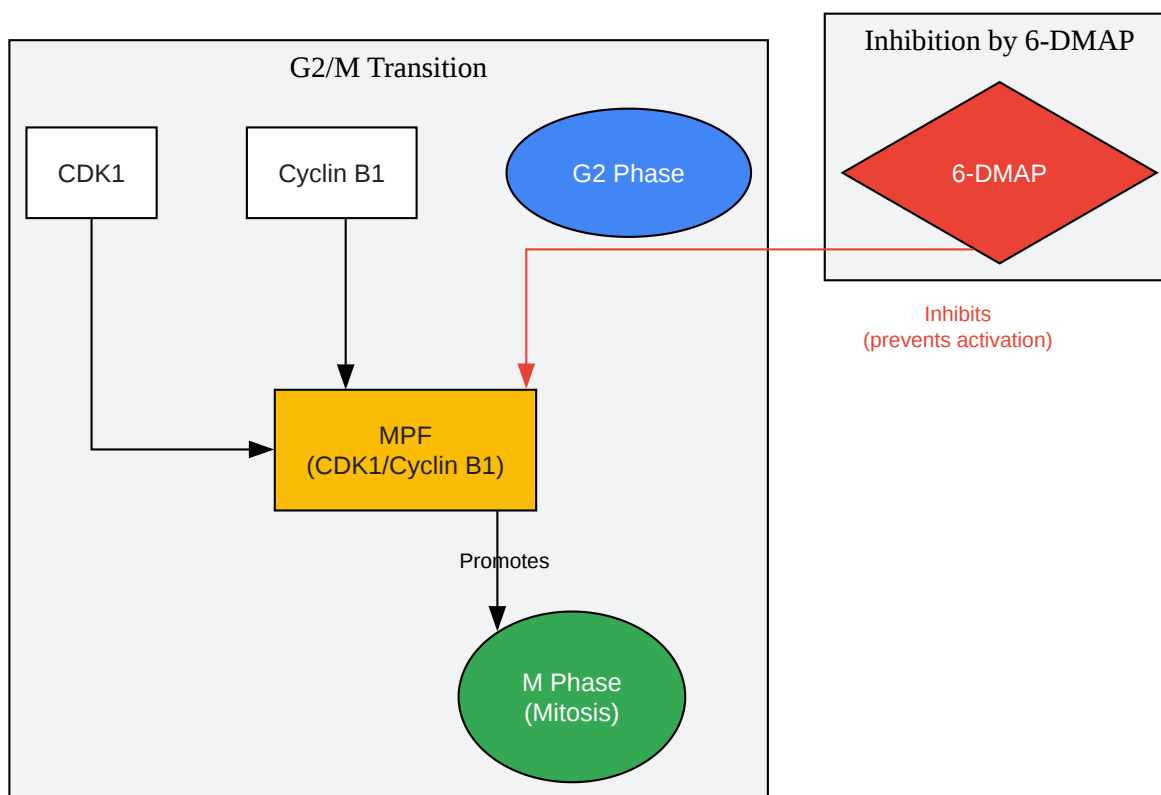 Inhibition by 6-DMAP
G2/M Transition
CDK1
Cyclin B1
G2 Phase
6-DMAP
Inhibits
(prevents activation)
MPF
(CDK1/Cyclin B1)
Promotes
M Phase
(Mitosis)